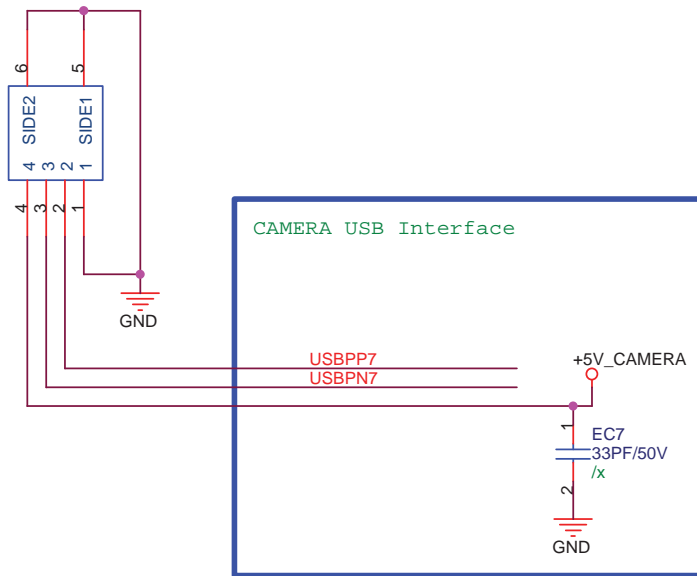 6
5
SIDE2
SIDE1
4
3
2
1
4
3
2
1
GND
CAMERA USB Interface
USBPP7
USBPN7
+5V_CAMERA
1
EC7
33PF/50V
/x
2
GND